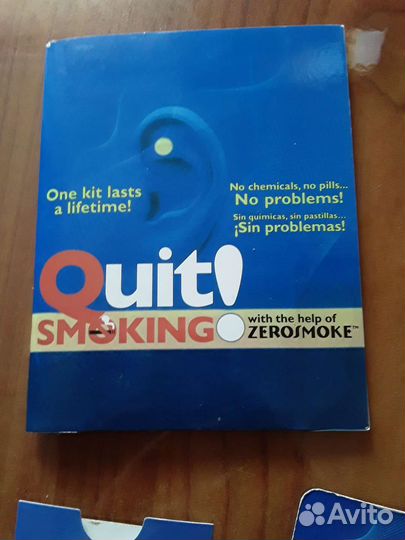 One kit lasts
a lifetime!
No chemicals, no pills...
No problems!
Sin quimicas, sin pastillas...
¡Sin problemas!
Quit!
SMOKING
with the help of
ZEROSMOKE™
Avito